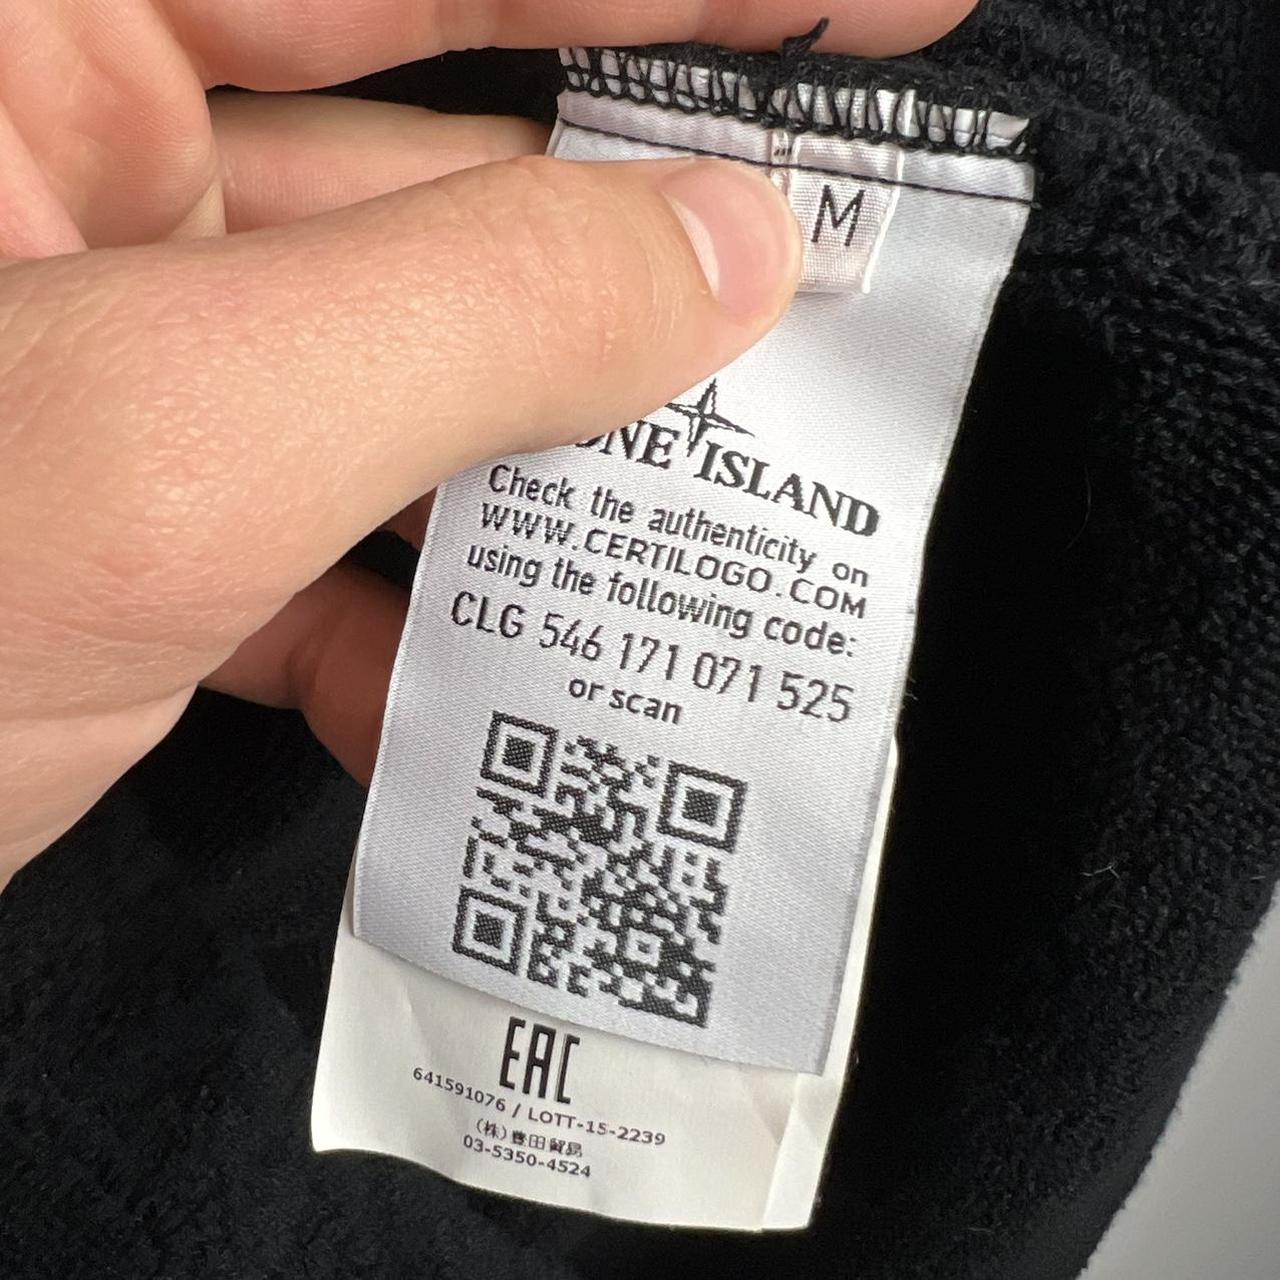 M
ONE ISLAND
Check the authenticity on
WWW.CERTILOGO.COM
using the following code:
CLG 546 171 071 525
or scan
EAC
641591076 / LOTT-15-2239
(株)豊田貿易
03-5350-4524